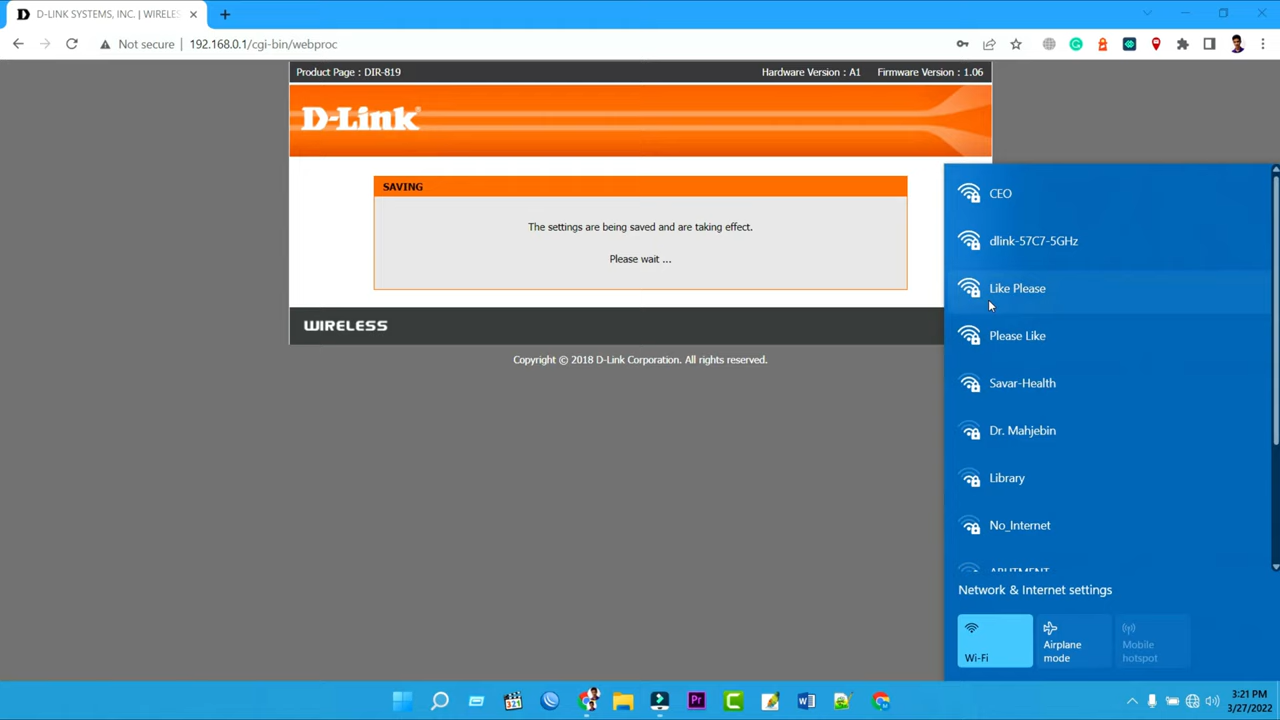 D-LINK SYSTEMS, INC. | WIRELES
Not secure | 192.168.0.1/cgi-bin/webproc
Product Page : DIR-819 Hardware Version : A1 Firmware Version : 1.06
D-Link
SAVING
The settings are being saved and are taking effect.
Please wait ...
WIRELESS
Copyright © 2018 D-Link Corporation. All rights reserved.
CEO
dlink-57C7-5GHz
Like Please
Please Like
Savar-Health
Dr. Mahjebin
Library
No_Internet
ABUTMENT
Network & Internet settings
Wi-Fi
Airplane mode
Mobile hotspot
3:21 PM
3/27/2022